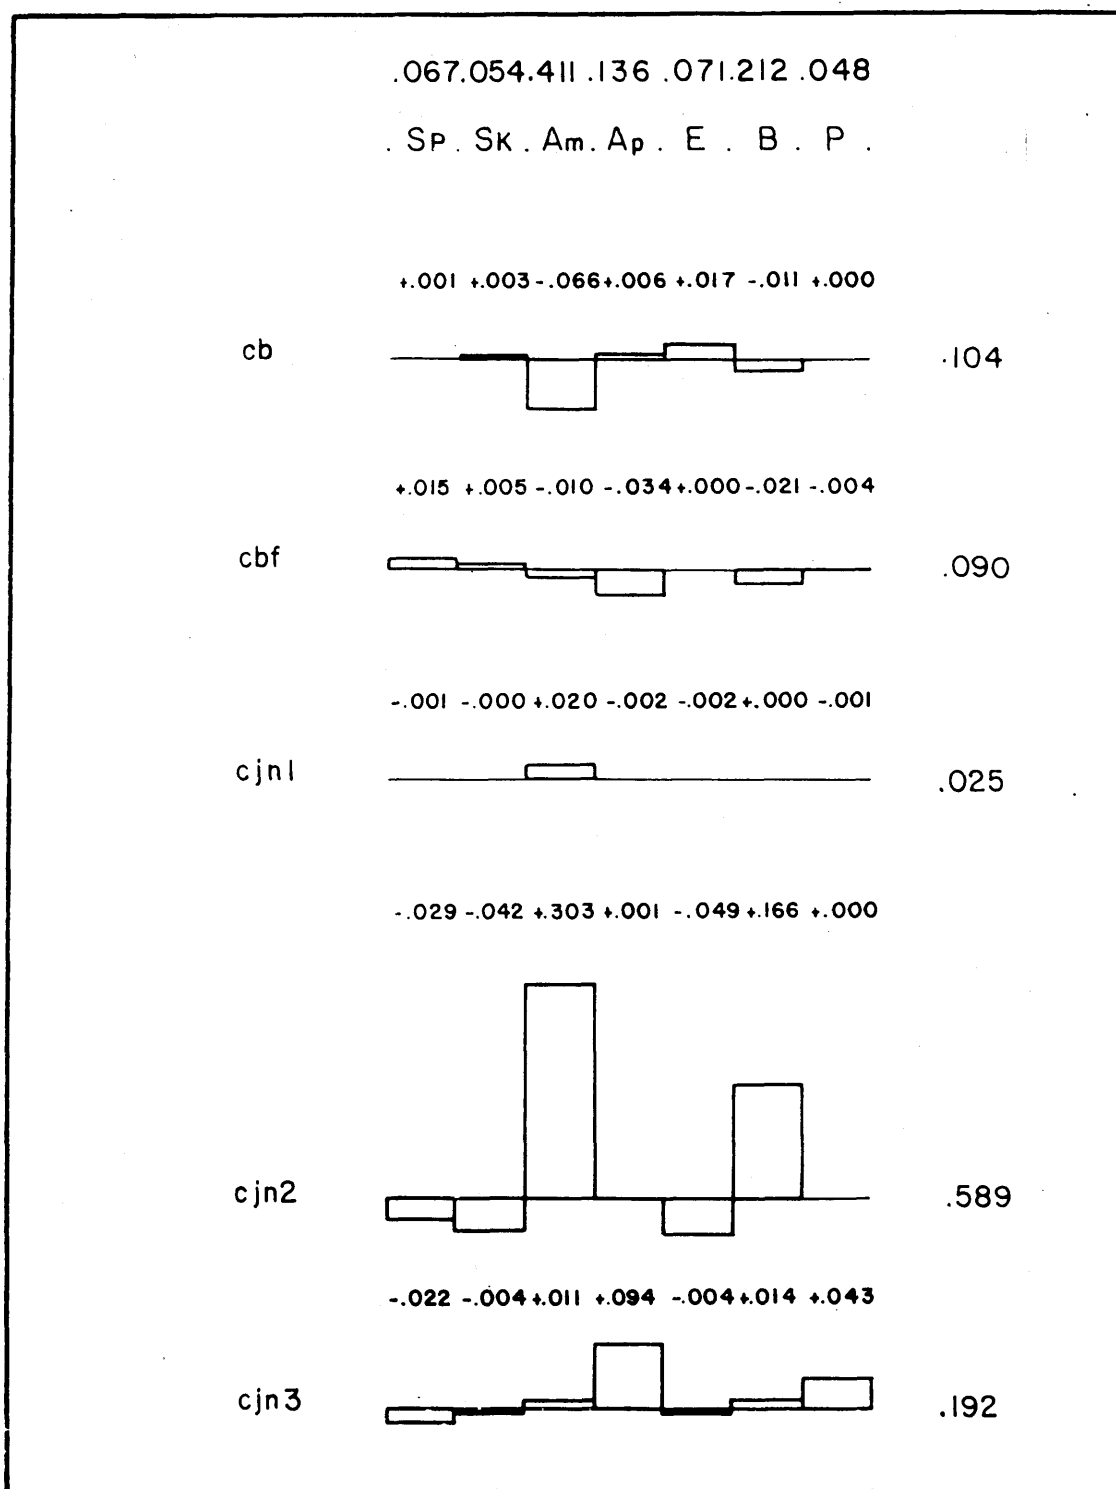 .067.054.411 .136 .071.212 .048
. SP. SK. Am. Ap. E . B . P .
+.001 +.003 -.066+.006 +.017 -.011 +.000
cb .104
+.015 +.005 -.010 -.034+.000-.021 -.004
cbf .090
-.001 -.000 +.020 -.002 -.002+.000 -.001
cjn1 .025
-.029 -.042 +.303 +.001 -.049 +.166 +.000
cjn2 .589
-.022 -.004+.011 +.094 -.004+.014 +.043
cjn3 .192